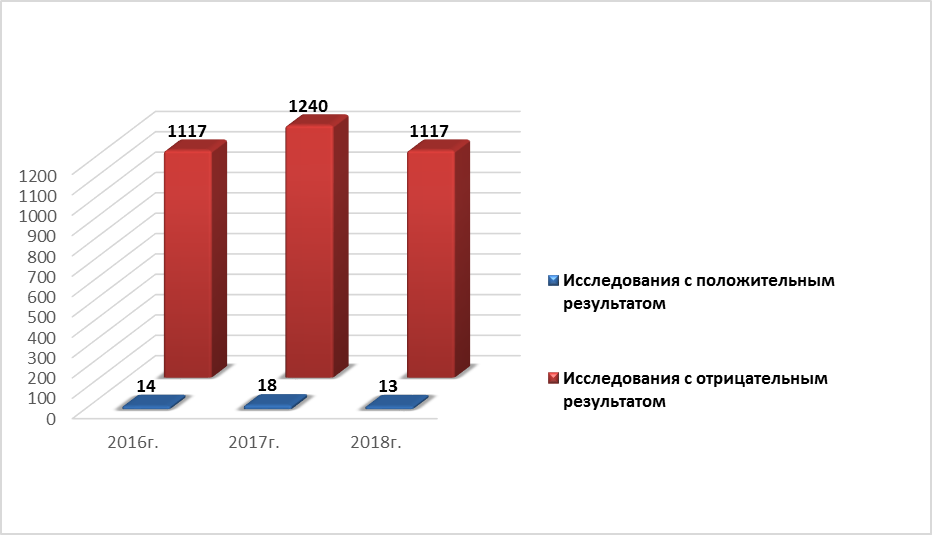 1240
1117
1117
1200
1100
1000
900
800
700
600
500
400
300
200
100
0
14
18
13
2016г.
2017г.
2018г.
Исследования с положительным
результатом
Исследования с отрицательным
результатом